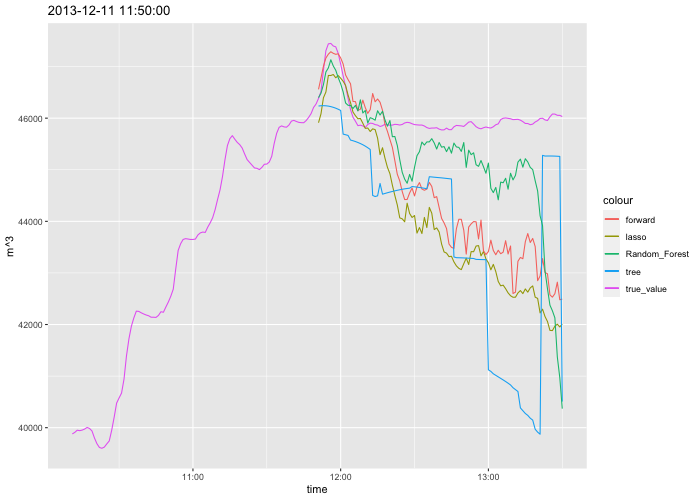 2013-12-11 11:50:00
46000
44000
42000
40000
m^3
11:00
12:00
13:00
time
colour
forward
lasso
Random_Forest
tree
true_value